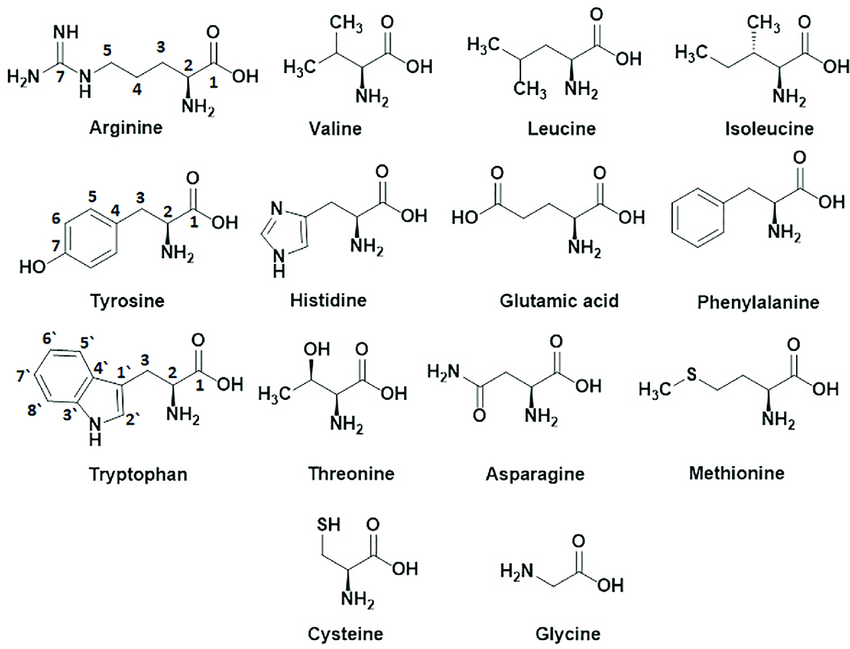 NH
H₂N
7
N
H
5
4
3
2
NH₂
O
1
OH
Arginine
CH₃
H₃C
NH₂
O
OH
Valine
H₃C
CH₃
NH₂
O
OH
Leucine
H₃C
CH₃
NH₂
O
OH
Isoleucine
HO
7
6
5
4
3
2
NH₂
O
1
OH
Tyrosine
N
N
H
NH₂
O
OH
Histidine
HO
O
NH₂
O
OH
Glutamic acid
NH₂
O
OH
Phenylalanine
6`
5`
7`
4`
8`
3`
N
H
2`
1`
3
2
NH₂
O
1
OH
Tryptophan
OH
H₃C
NH₂
O
OH
Threonine
H₂N
O
NH₂
O
OH
Asparagine
H₃C
S
NH₂
O
OH
Methionine
SH
NH₂
O
OH
Cysteine
H₂N
O
OH
Glycine